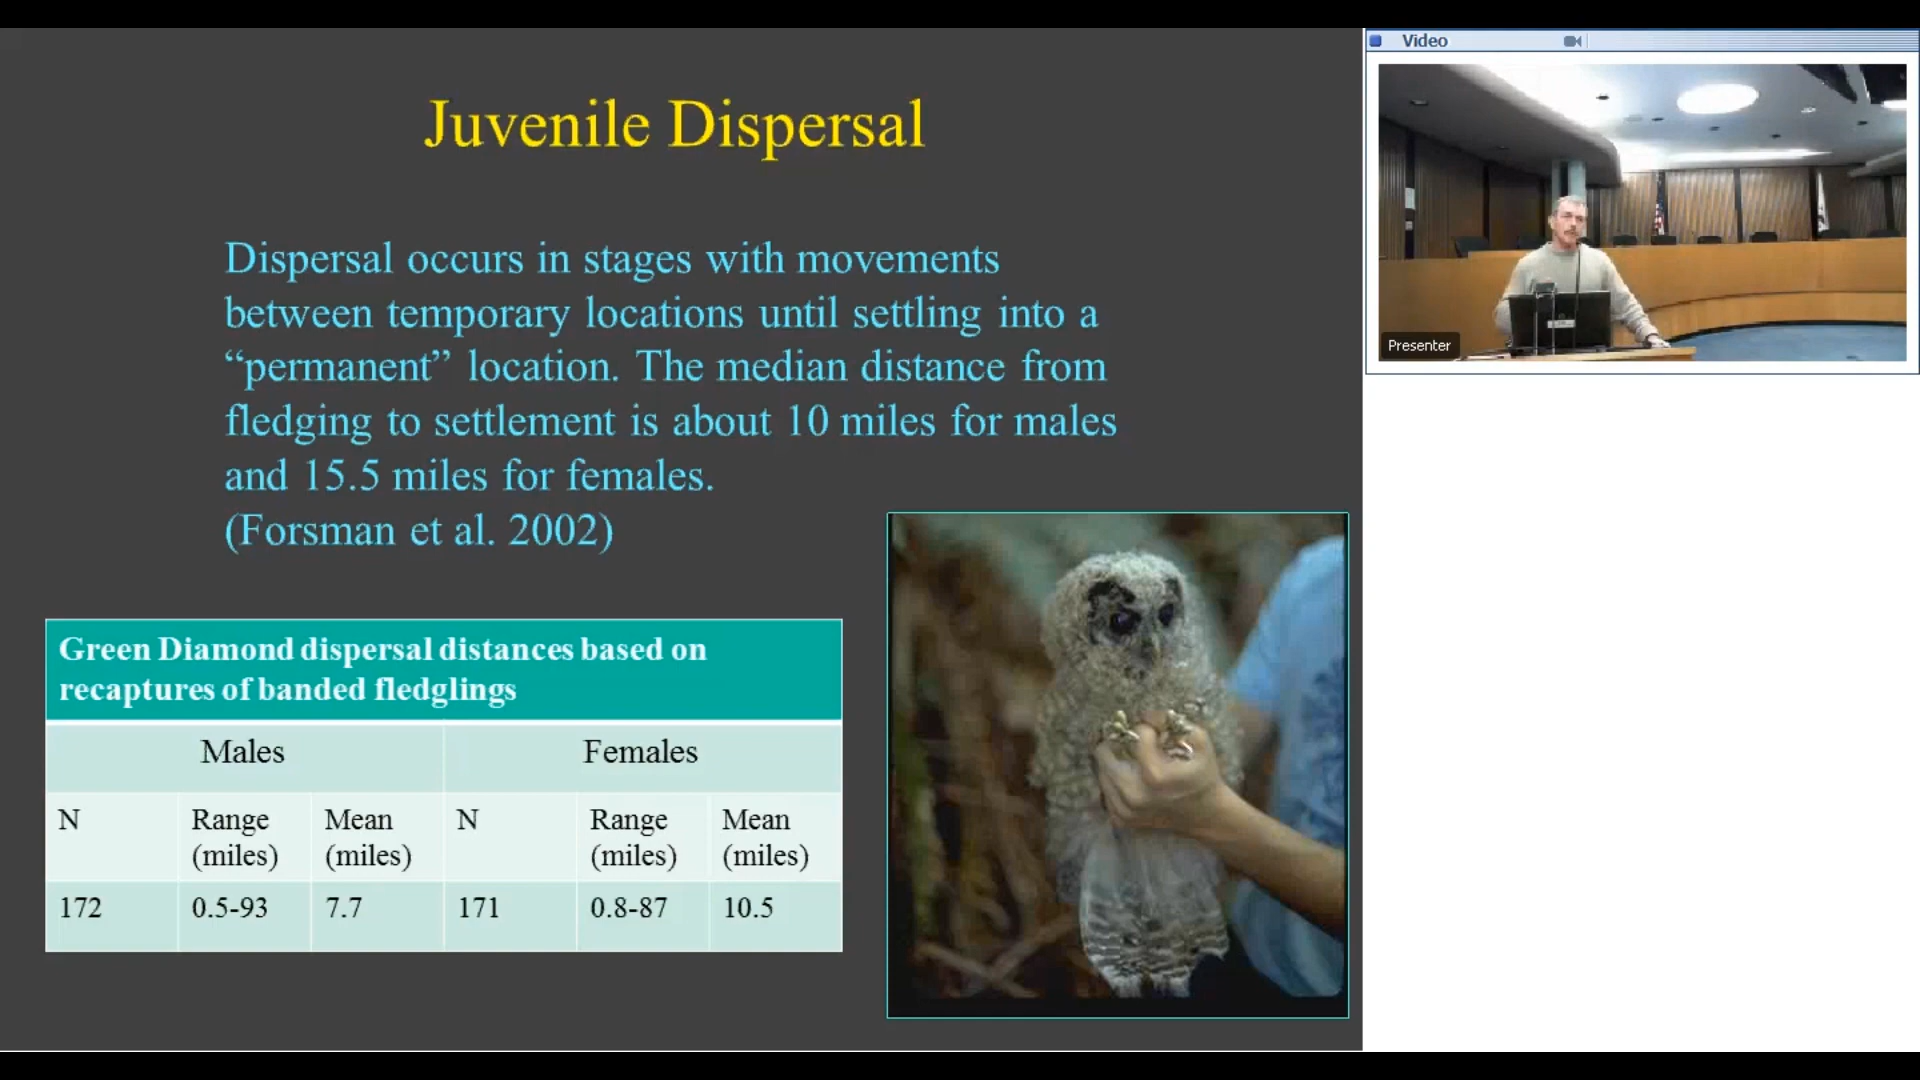 Juvenile Dispersal
Dispersal occurs in stages with movements
between temporary locations until settling into a
“permanent” location. The median distance from
fledging to settlement is about 10 miles for males
and 15.5 miles for females.
(Forsman et al. 2002)
Green Diamond dispersal distances based on
recaptures of banded fledglings
Males Females
N Range (miles) Mean (miles) N Range (miles) Mean (miles)
172 0.5-93 7.7 171 0.8-87 10.5
Video
Presenter